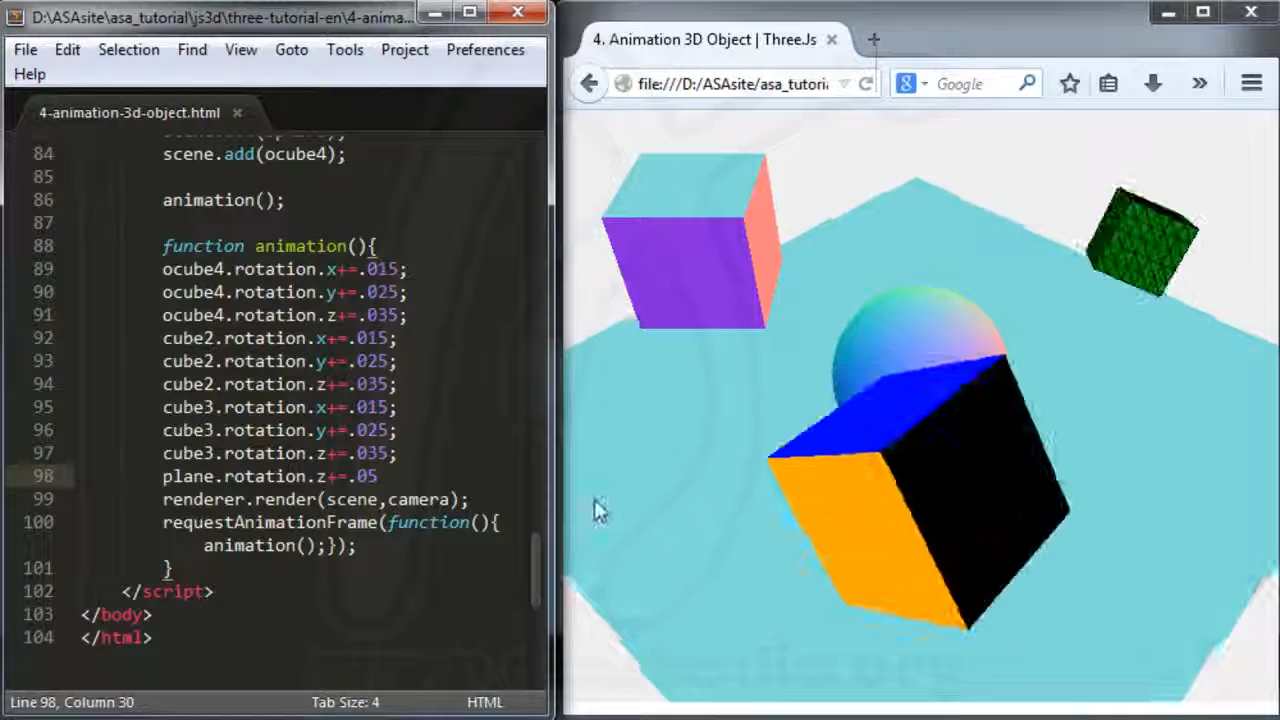 D:\ASAsite\asa_tutorial\js3d\three-tutorial-en\4-anima...
File Edit Selection Find View Goto Tools Project Preferences
Help
4-animation-3d-object.html
84 scene.add(ocube4);
85
86 animation();
87
88 function animation(){
89 ocube4.rotation.x+=.015;
90 ocube4.rotation.y+=.025;
91 ocube4.rotation.z+=.035;
92 cube2.rotation.x+=.015;
93 cube2.rotation.y+=.025;
94 cube2.rotation.z+=.035;
95 cube3.rotation.x+=.015;
96 cube3.rotation.y+=.025;
97 cube3.rotation.z+=.035;
98 plane.rotation.z+=.05
99 renderer.render(scene,camera);
100 requestAnimationFrame(function(){
animation();});
101 }
102 </script>
103 </body>
104 </html>
Line 98, Column 30 Tab Size: 4 HTML
4. Animation 3D Object | Three.Js
file:///D:/ASAsite/asa_tutoria Google